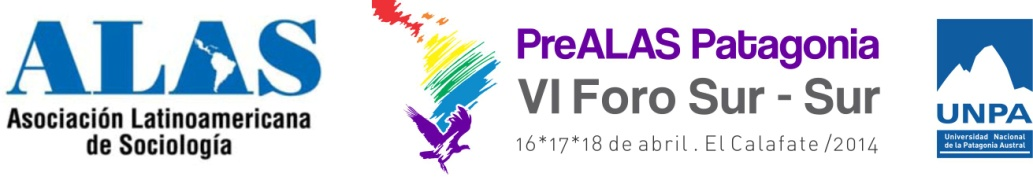 ALAS
Asociación Latinoamericana
de Sociología
PreALAS Patagonia
VI Foro Sur - Sur
16*17*18 de abril . El Calafate /2014
UNPA
Universidad Nacional
de la Patagonia Austral